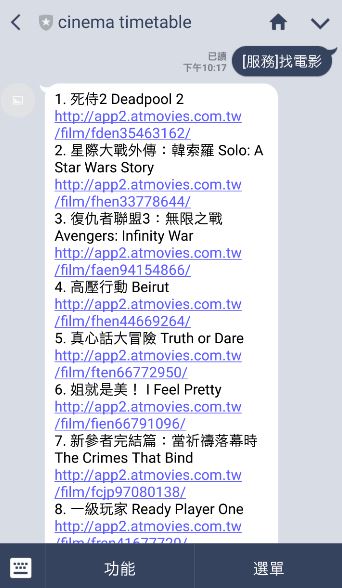 cinema timetable
已讀
下午10:17
[服務]找電影
1. 死侍2 Deadpool 2
http://app2.atmovies.com.tw
/film/fden35463162/
2. 星際大戰外傳：韓索羅 Solo: A
Star Wars Story
http://app2.atmovies.com.tw
/film/fhen33778644/
3. 復仇者聯盟3：無限之戰
Avengers: Infinity War
http://app2.atmovies.com.tw
/film/faen94154866/
4. 高壓行動 Beirut
http://app2.atmovies.com.tw
/film/fhen44669264/
5. 真心話大冒險 Truth or Dare
http://app2.atmovies.com.tw
/film/ften66772950/
6. 姐就是美！ I Feel Pretty
http://app2.atmovies.com.tw
/film/fien66791096/
7. 新參者完結篇：當祈禱落幕時
The Crimes That Bind
http://app2.atmovies.com.tw
/film/fcjp97080138/
8. 一級玩家 Ready Player One
http://app2.atmovies.com.tw
/film/fren41677720/
功能
選單